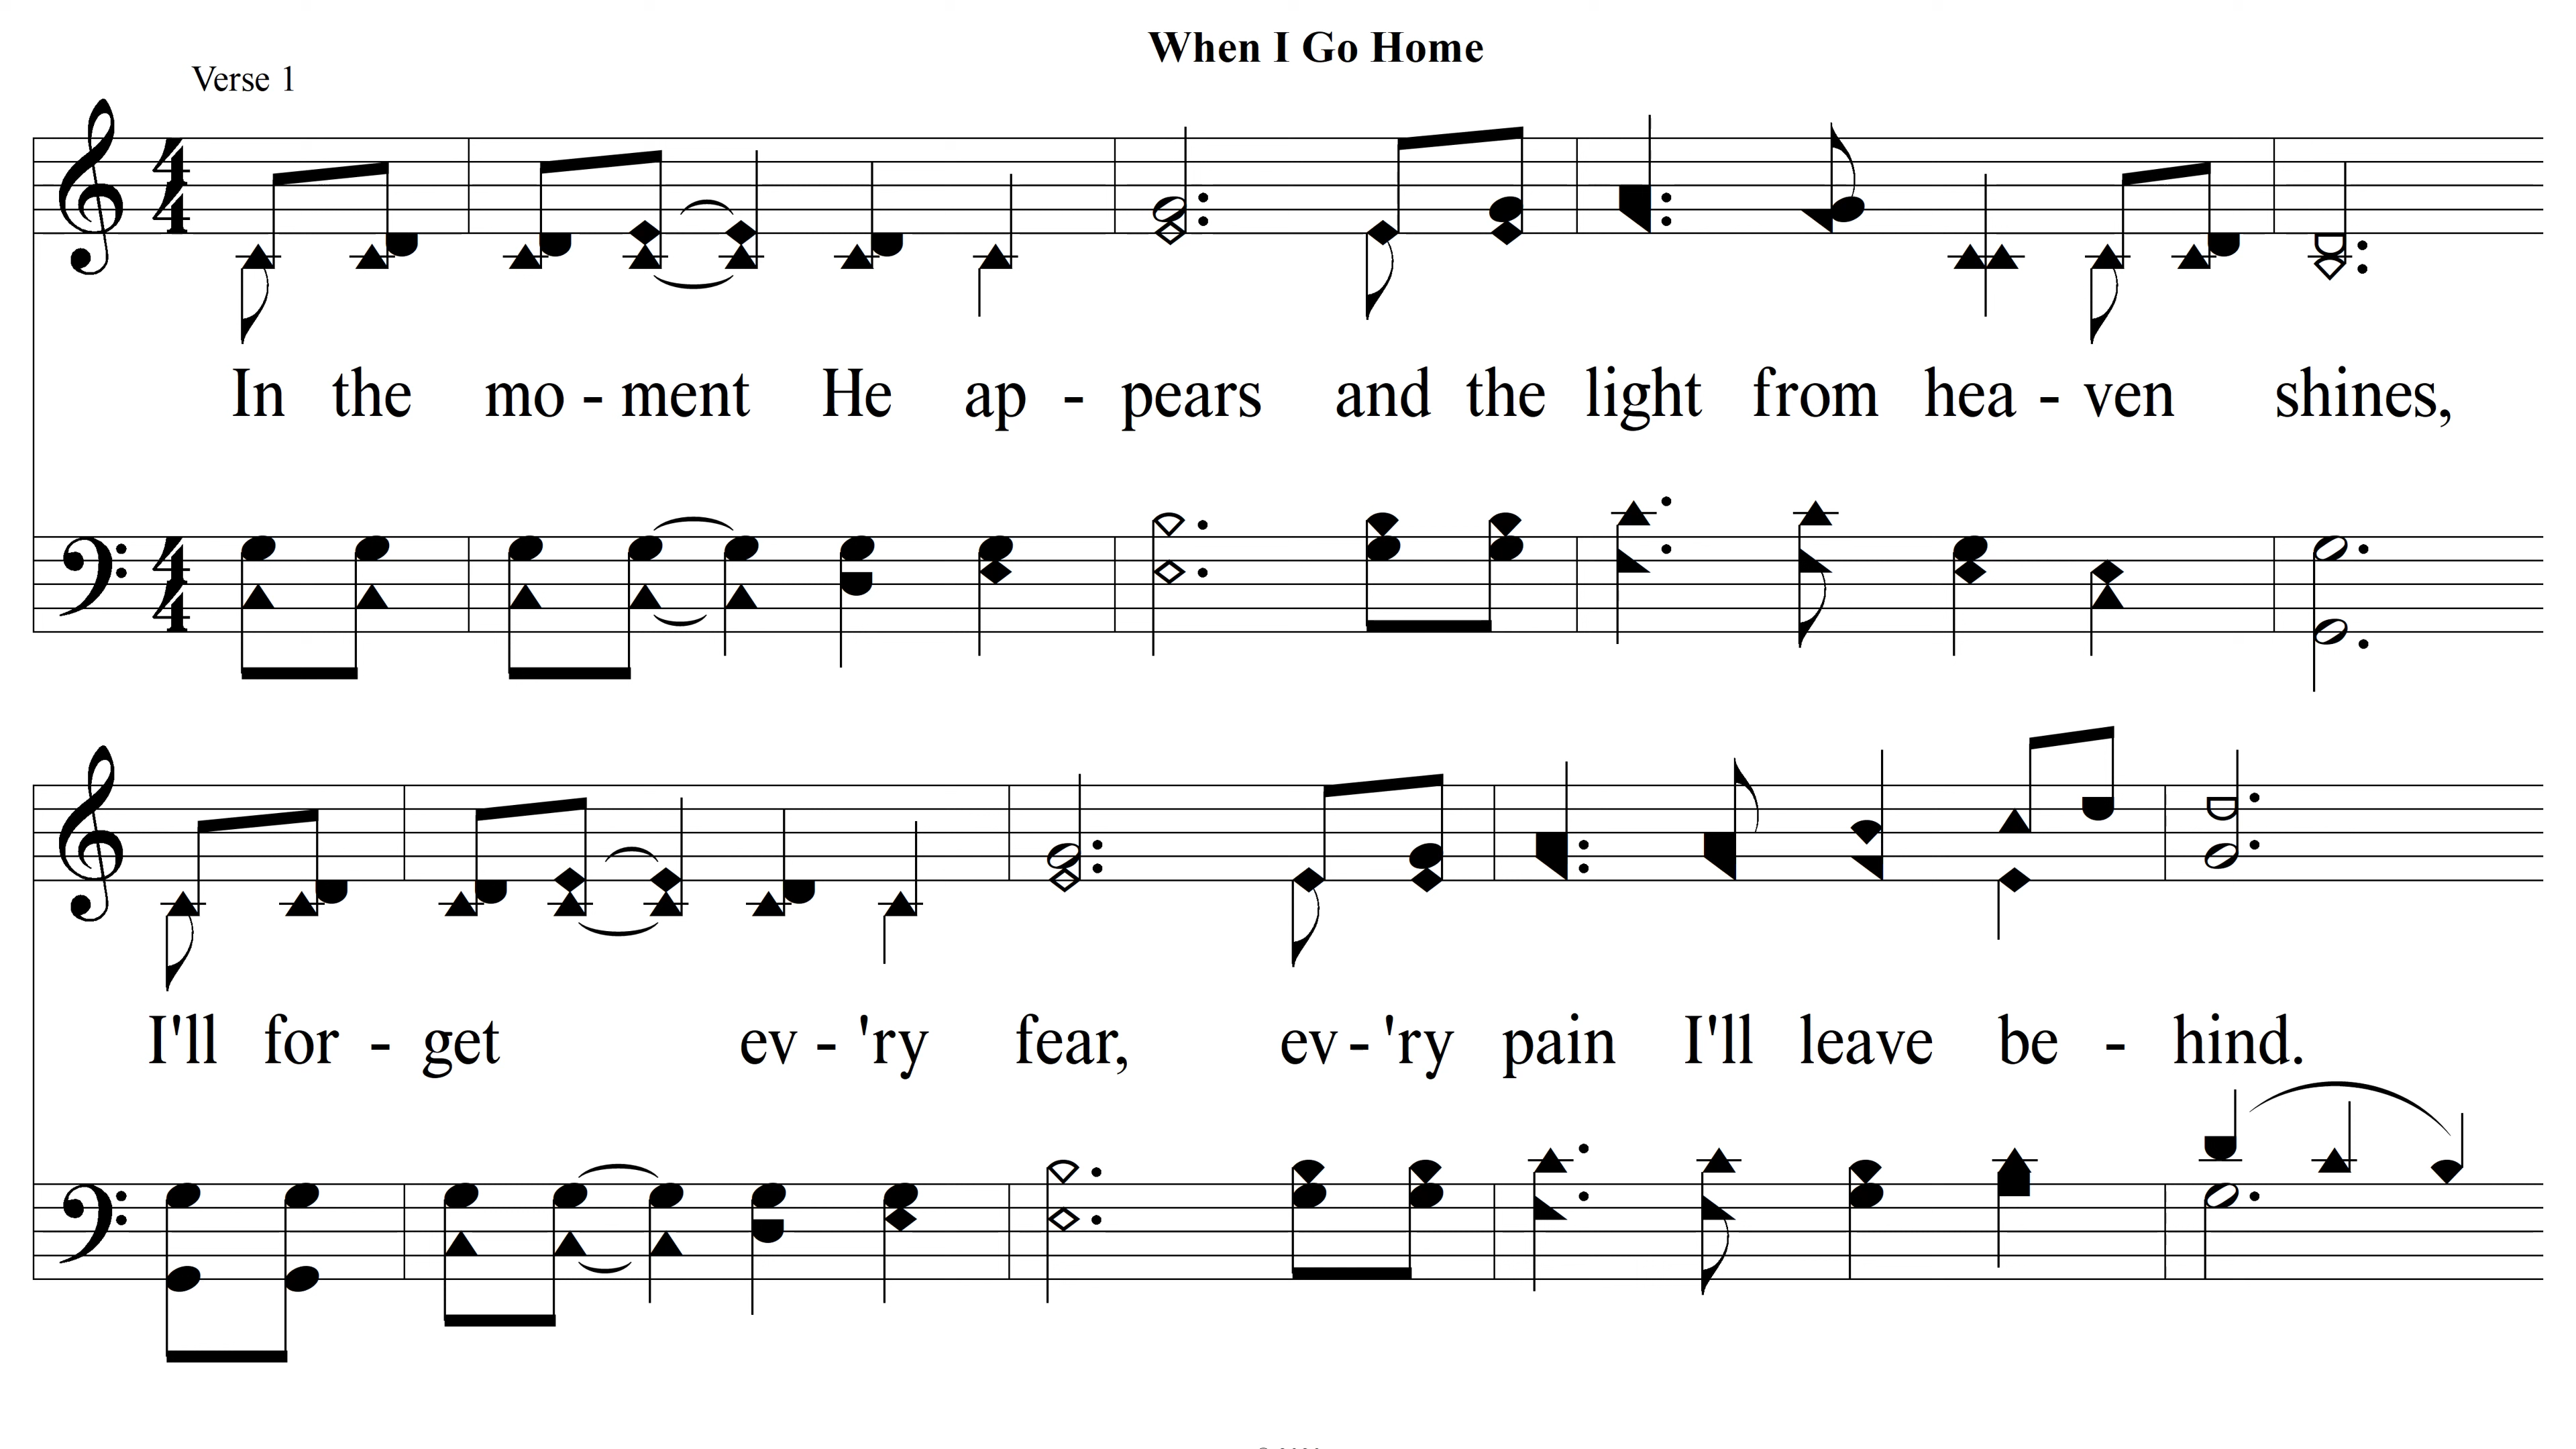 When I Go Home
Verse 1
In the mo - ment He ap - pears and the light from hea - ven shines,
I'll for - get ev - 'ry fear, ev - 'ry pain I'll leave be - hind.